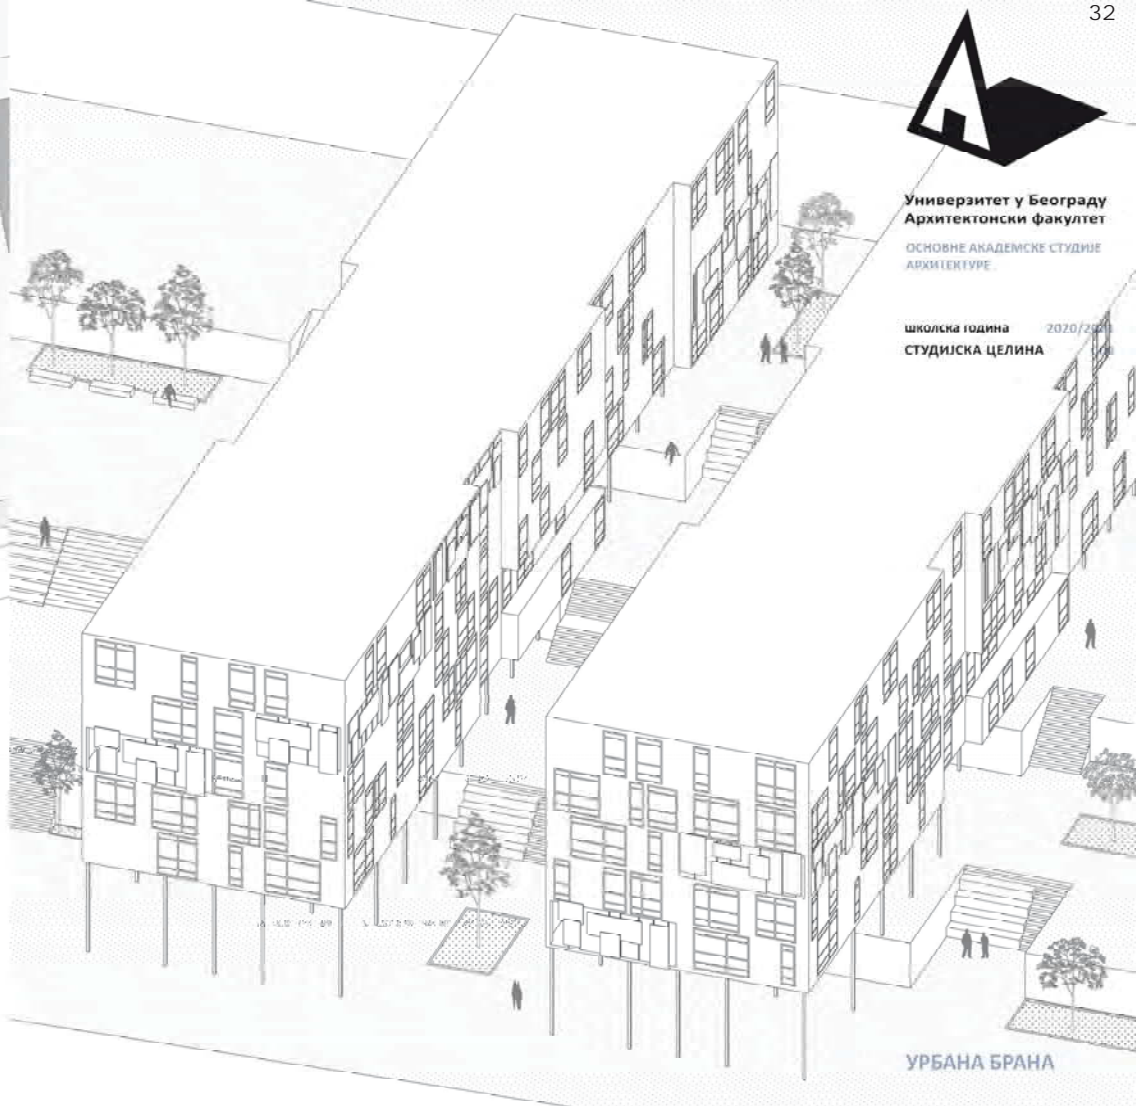 32
Универзитет у Београду
Архитектонски факултет
ОСНОВНЕ АКАДЕМСКЕ СТУДИЈЕ
АРХИТЕКТУРЕ
школска година
СТУДИЈСКА ЦЕЛИНА
УРБАНА БРАНА